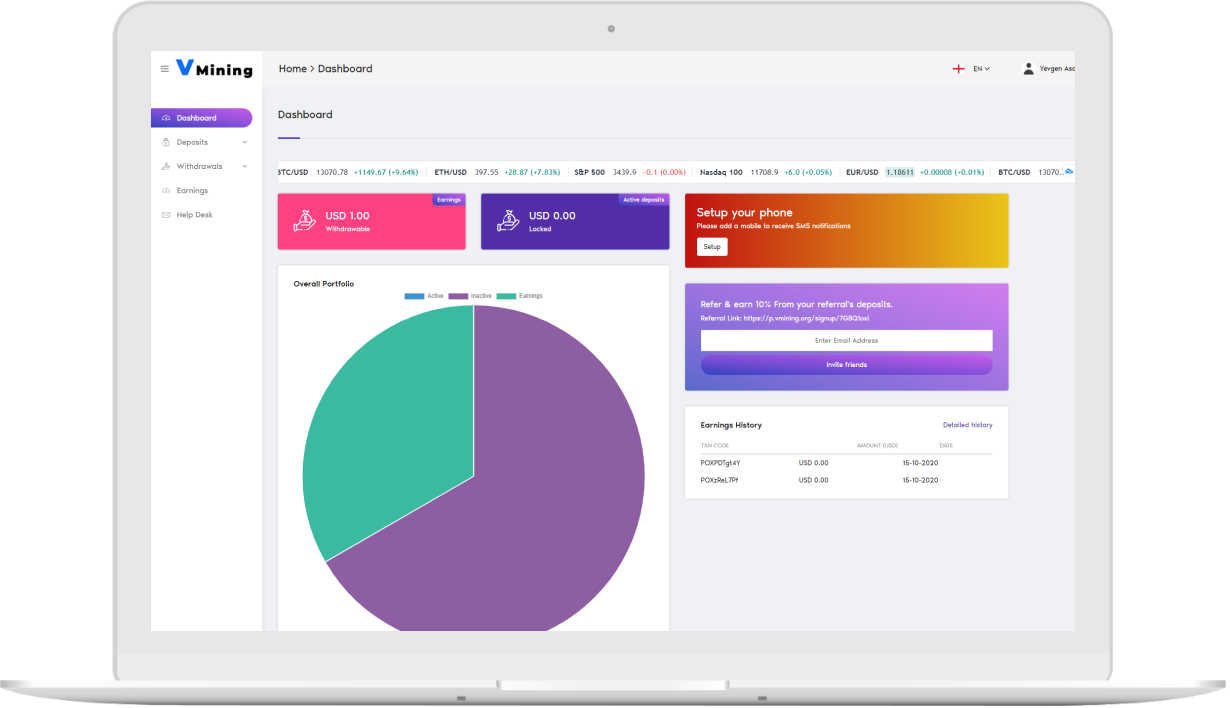 V Mining
Home > Dashboard
EN
Yevgen
Dashboard
Deposits
Withdrawals
Earnings
Help Desk
Dashboard
BTC/USD 13070.78 +1149.67 (+9.64%) ETH/USD 397.55 +28.87 (+7.83%) S&P 500 3439.9 -0.1 (0.00%) Nasdaq 100 11708.9 +6.0 (+0.05%) EUR/USD 1.18611 +0.00008 (+0.01%) BTC/USD 13070..
Earnings
USD 1.00
Withdrawable
Active deposits
USD 0.00
Locked
Setup your phone
Please add a mobile to receive SMS notifications
Setup
Overall Portfolio
Active Inactive Earnings
Refer & earn 10% From your referral's deposits.
Referral Link: https://p.vmining.org/signup/7GBQ1oxi
Enter Email Address
Invite friends
Earnings History Detailed history
TXN CODE AMOUNT (USD) DATE
POXPDTgt4Y USD 0.00 15-10-2020
POXzReL7Pf USD 0.00 15-10-2020